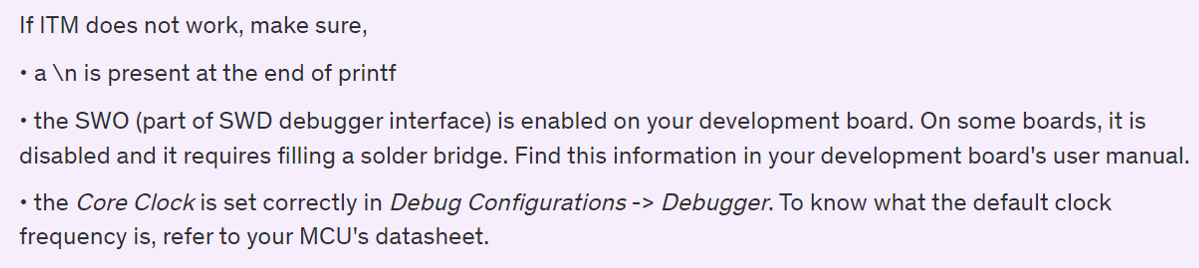 If ITM does not work, make sure,
• a \n is present at the end of printf
• the SWO (part of SWD debugger interface) is enabled on your development board. On some boards, it is
disabled and it requires filling a solder bridge. Find this information in your development board's user manual.
• the Core Clock is set correctly in Debug Configurations -> Debugger. To know what the default clock
frequency is, refer to your MCU's datasheet.